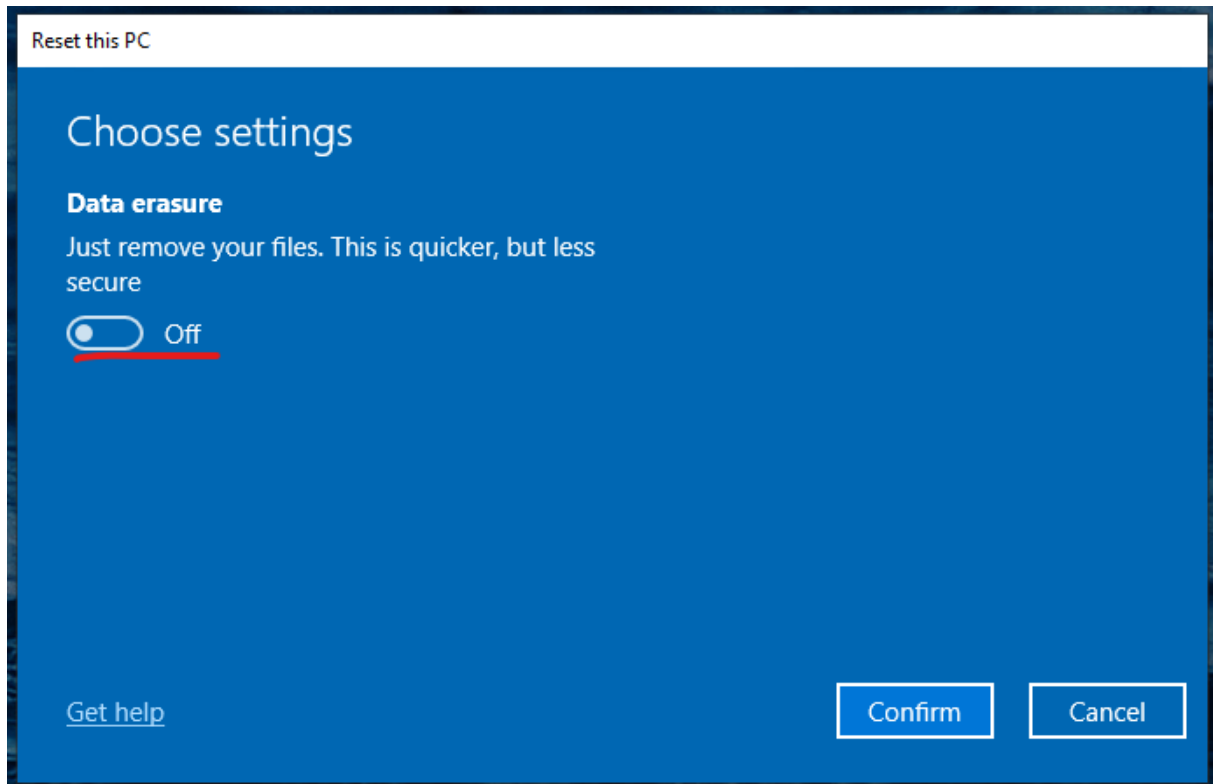 Reset this PC
Choose settings
Data erasure
Just remove your files. This is quicker, but less
secure
Off
Get help
Confirm
Cancel